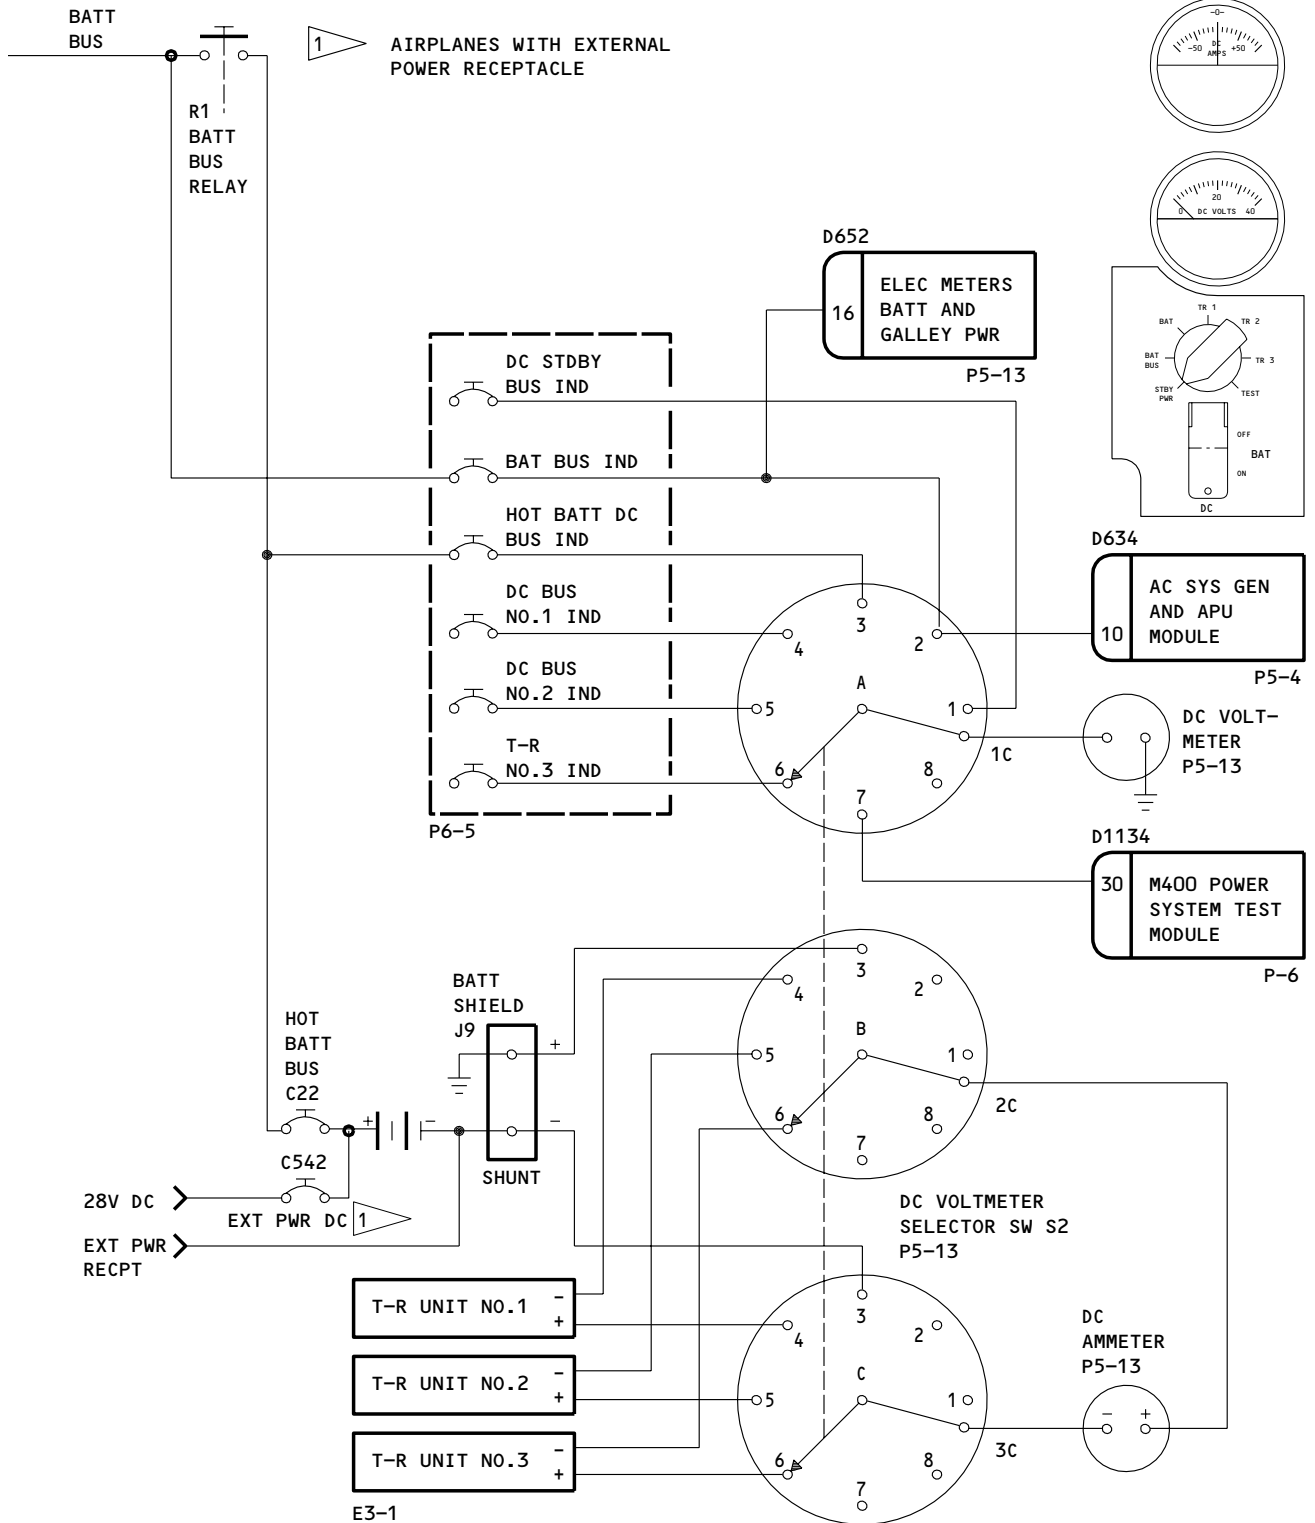 BATT
BUS
1
AIRPLANES WITH EXTERNAL
POWER RECEPTACLE
R1
BATT
BUS
RELAY
-0-
-50
DC
AMPS
+50
0
20
40
DC VOLTS
TR 1
TR 2
TR 3
BAT
BAT
BUS
STBY
PWR
TEST
OFF
BAT
ON
DC
D652
16
ELEC METERS
BATT AND
GALLEY PWR
P5-13
DC STDBY
BUS IND
BAT BUS IND
HOT BATT DC
BUS IND
DC BUS
NO.1 IND
DC BUS
NO.2 IND
T-R
NO.3 IND
P6-5
A
1
2
3
4
5
6
7
8
1C
D634
10
AC SYS GEN
AND APU
MODULE
P5-4
DC VOLT-
METER
P5-13
D1134
30
M400 POWER
SYSTEM TEST
MODULE
P-6
B
1
2
3
4
5
6
7
8
2C
BATT
SHIELD
J9
+
-
SHUNT
HOT
BATT
BUS
C22
+
-
C542
28V DC
EXT PWR DC
1
EXT PWR
RECPT
DC VOLTMETER
SELECTOR SW S2
P5-13
T-R UNIT NO.1
-
+
T-R UNIT NO.2
-
+
T-R UNIT NO.3
-
+
E3-1
C
1
2
3
4
5
6
7
8
3C
DC
AMMETER
P5-13
-
+